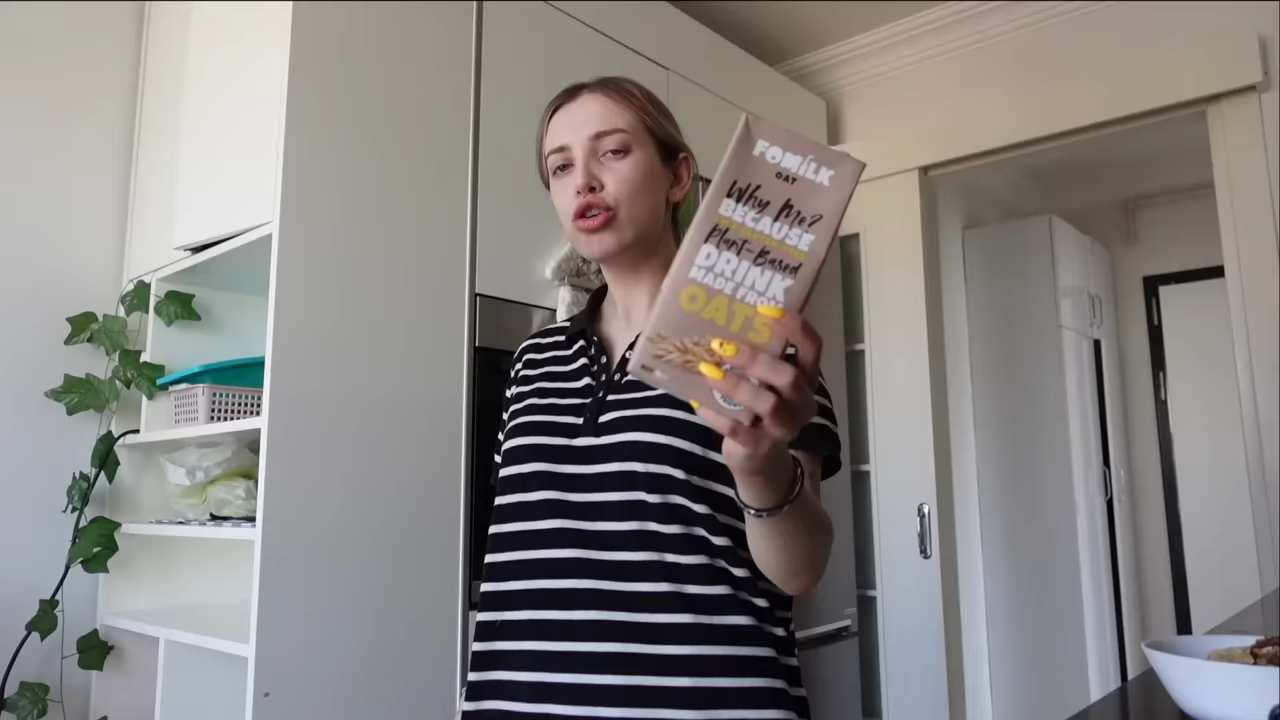 FOMILK
OAT
Why Me?
BECAUSE
Plant-Based
DRINK
MADE FROM
OATS